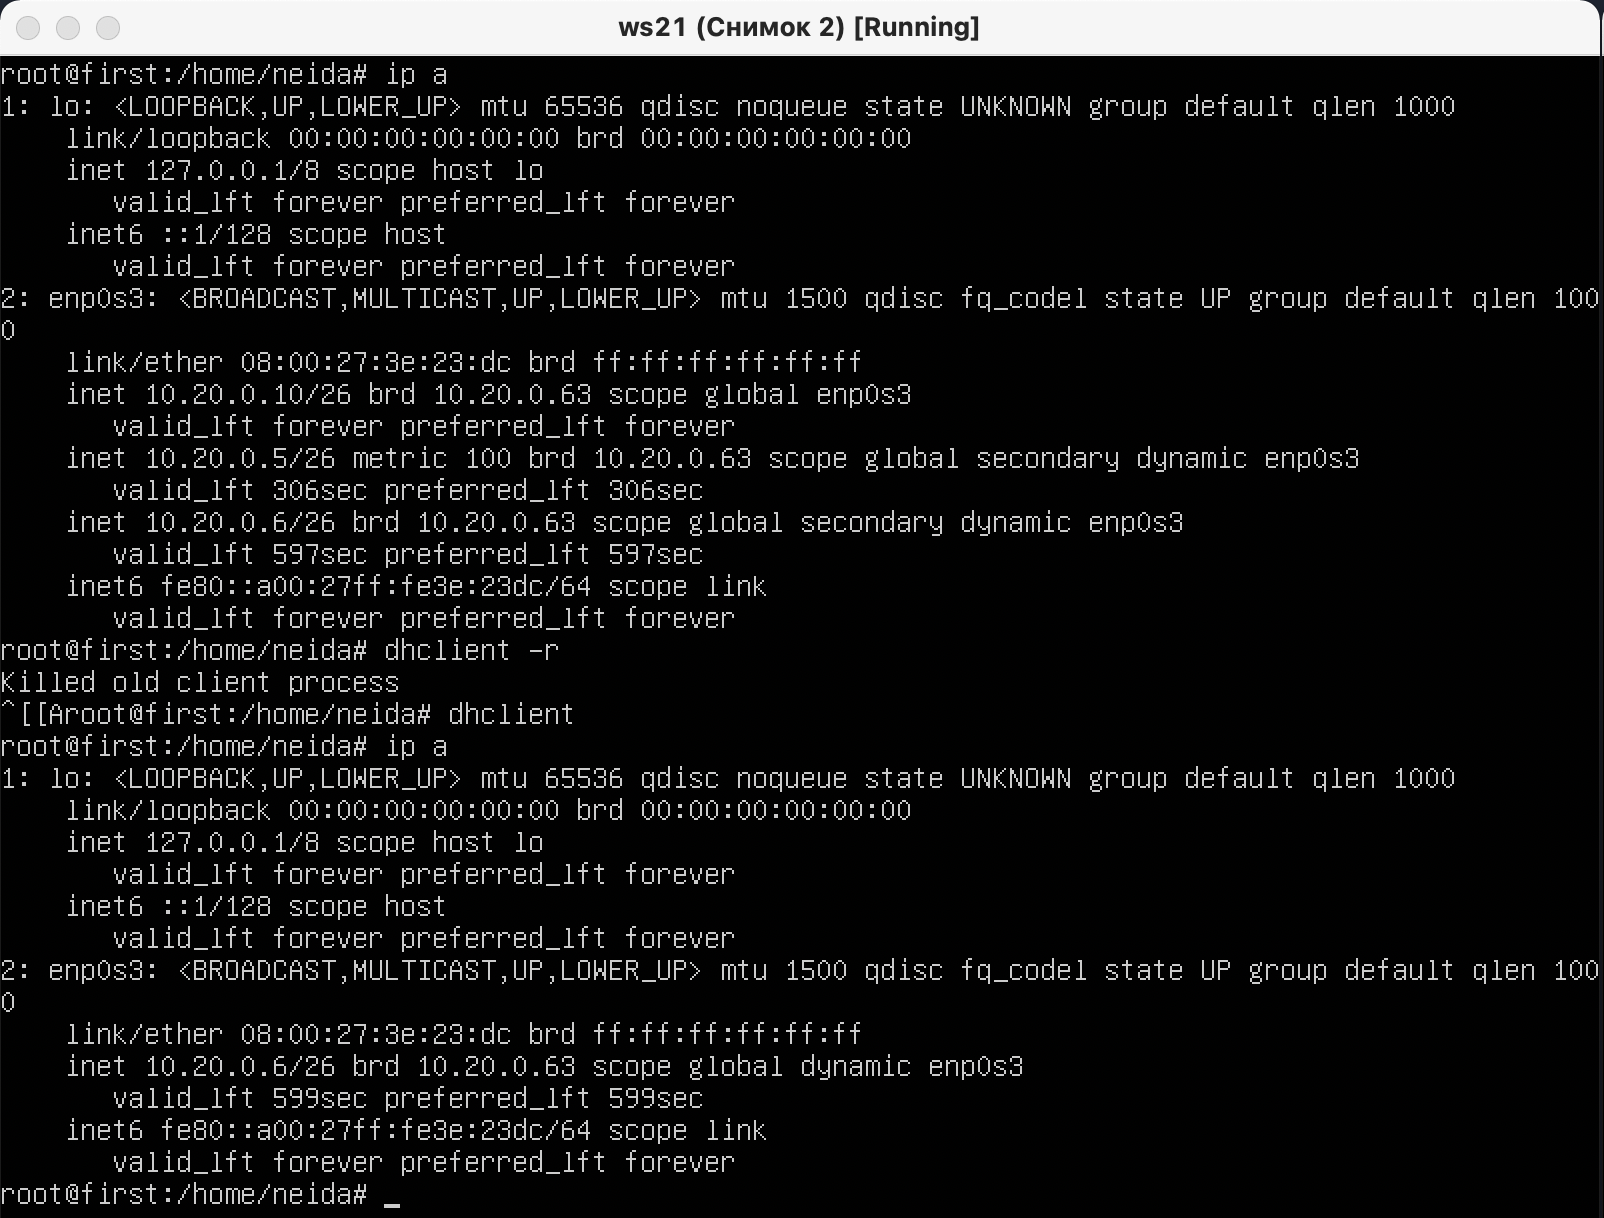 ws21 (Снимок 2) [Running]
root@first:/home/neida# ip a
1: lo: <LOOPBACK,UP,LOWER_UP> mtu 65536 qdisc noqueue state UNKNOWN group default qlen 1000
    link/loopback 00:00:00:00:00:00 brd 00:00:00:00:00:00
    inet 127.0.0.1/8 scope host lo
       valid_lft forever preferred_lft forever
    inet6 ::1/128 scope host
       valid_lft forever preferred_lft forever
2: enp0s3: <BROADCAST,MULTICAST,UP,LOWER_UP> mtu 1500 qdisc fq_codel state UP group default qlen 100
0
    link/ether 08:00:27:3e:23:dc brd ff:ff:ff:ff:ff:ff
    inet 10.20.0.10/26 brd 10.20.0.63 scope global enp0s3
       valid_lft forever preferred_lft forever
    inet 10.20.0.5/26 metric 100 brd 10.20.0.63 scope global secondary dynamic enp0s3
       valid_lft 306sec preferred_lft 306sec
    inet 10.20.0.6/26 brd 10.20.0.63 scope global secondary dynamic enp0s3
       valid_lft 597sec preferred_lft 597sec
    inet6 fe80::a00:27ff:fe3e:23dc/64 scope link
       valid_lft forever preferred_lft forever
root@first:/home/neida# dhclient -r
Killed old client process
^[[Aroot@first:/home/neida# dhclient
root@first:/home/neida# ip a
1: lo: <LOOPBACK,UP,LOWER_UP> mtu 65536 qdisc noqueue state UNKNOWN group default qlen 1000
    link/loopback 00:00:00:00:00:00 brd 00:00:00:00:00:00
    inet 127.0.0.1/8 scope host lo
       valid_lft forever preferred_lft forever
    inet6 ::1/128 scope host
       valid_lft forever preferred_lft forever
2: enp0s3: <BROADCAST,MULTICAST,UP,LOWER_UP> mtu 1500 qdisc fq_codel state UP group default qlen 100
0
    link/ether 08:00:27:3e:23:dc brd ff:ff:ff:ff:ff:ff
    inet 10.20.0.6/26 brd 10.20.0.63 scope global dynamic enp0s3
       valid_lft 599sec preferred_lft 599sec
    inet6 fe80::a00:27ff:fe3e:23dc/64 scope link
       valid_lft forever preferred_lft forever
root@first:/home/neida# _